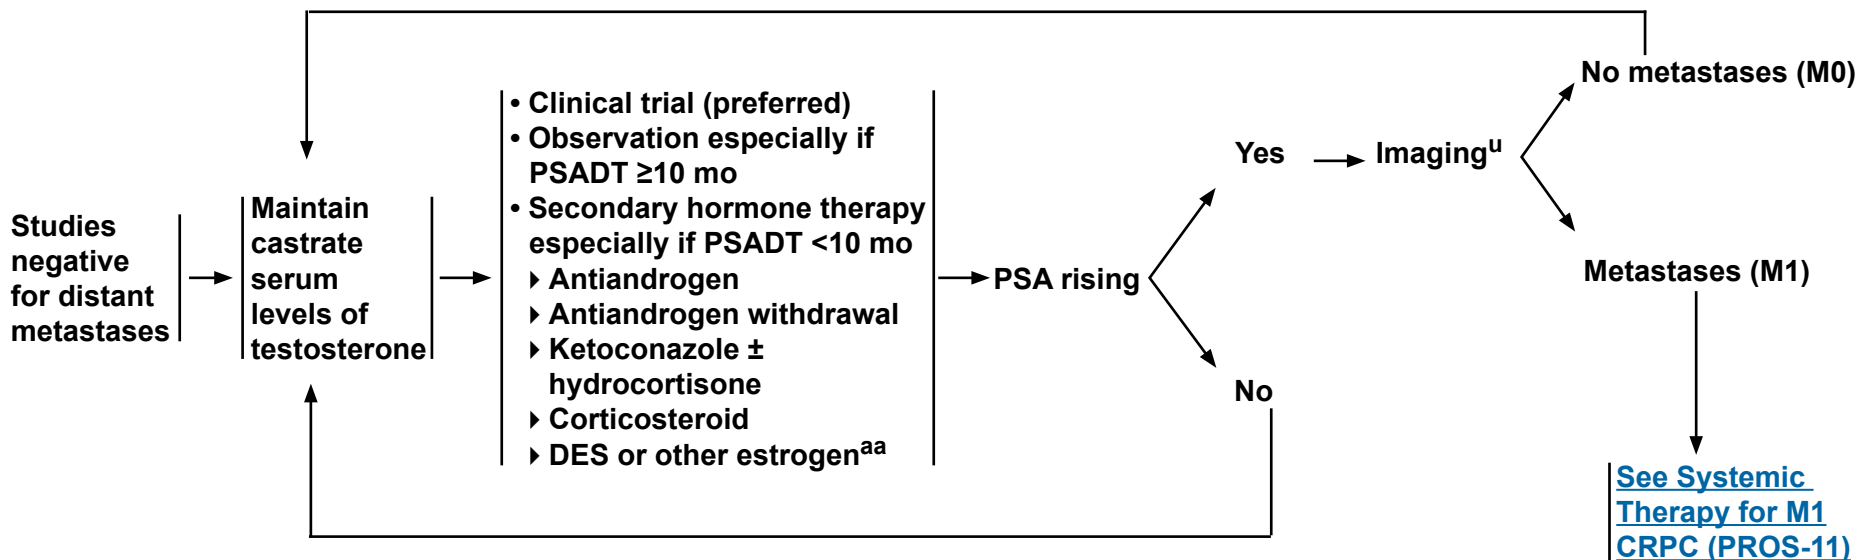 Studies
negative
for distant
metastases
Maintain
castrate
serum
levels of
testosterone
• Clinical trial (preferred)
• Observation especially if
PSADT ≥10 mo
• Secondary hormone therapy
especially if PSADT <10 mo
▸ Antiandrogen
▸ Antiandrogen withdrawal
▸ Ketoconazole ±
hydrocortisone
▸ Corticosteroid
▸ DES or other estrogenaa
PSA rising
Yes
No
Imagingu
No metastases (M0)
Metastases (M1)
See Systemic
Therapy for M1
CRPC (PROS-11)